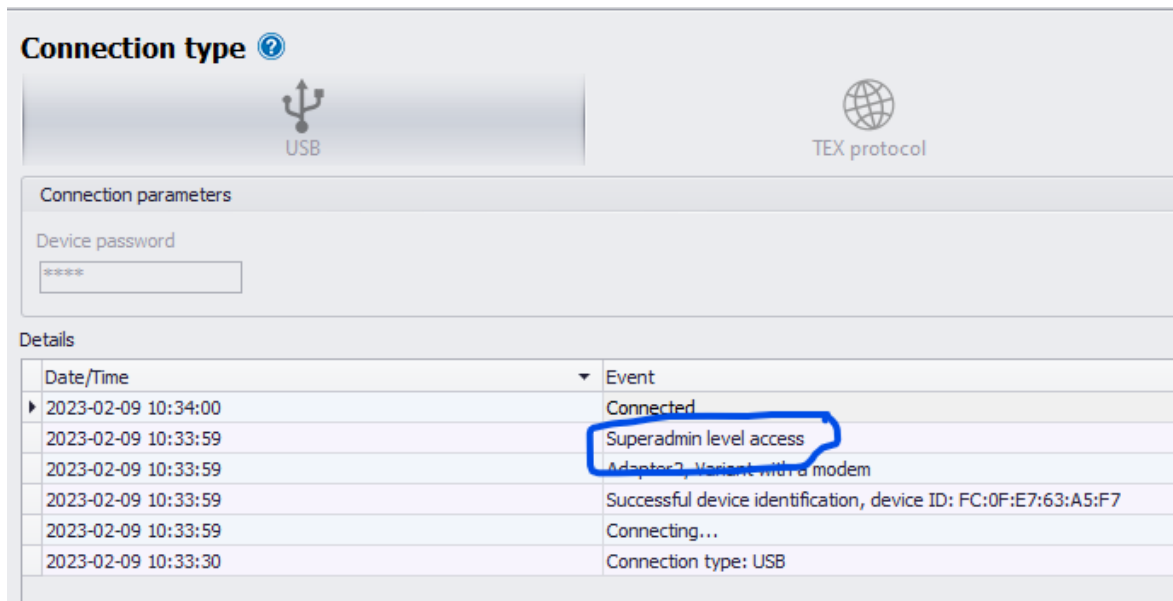 Connection type
USB
TEX protocol
Connection parameters
Device password
****
Details
Date/Time Event
2023-02-09 10:34:00 Connected
2023-02-09 10:33:59 Superadmin level access
2023-02-09 10:33:59 Adapter2, Variant with a modem
2023-02-09 10:33:59 Successful device identification, device ID: FC:0F:E7:63:A5:F7
2023-02-09 10:33:59 Connecting...
2023-02-09 10:33:30 Connection type: USB